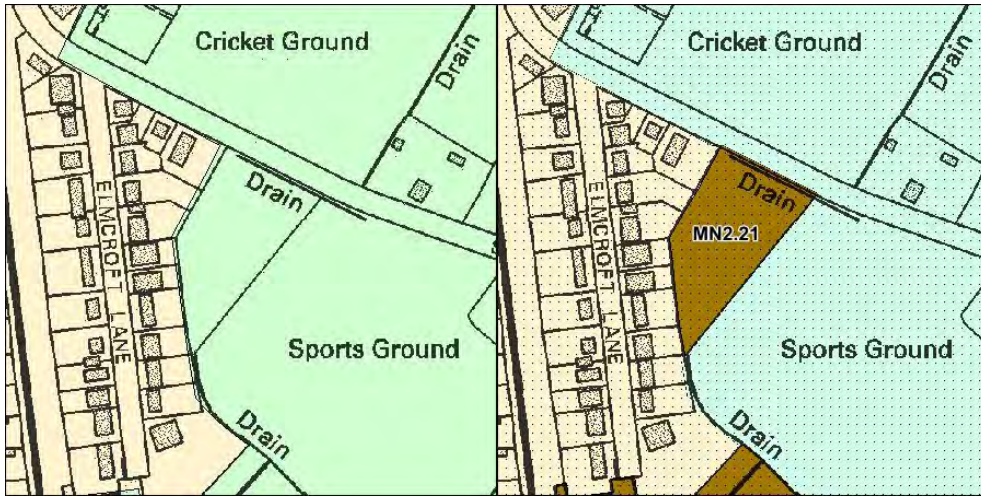 Cricket Ground
Drain
Drain
ELMCROFT LANE
Sports Ground
Drain
Cricket Ground
Drain
Drain
MN2.21
ELMCROFT LANE
Sports Ground
Drain